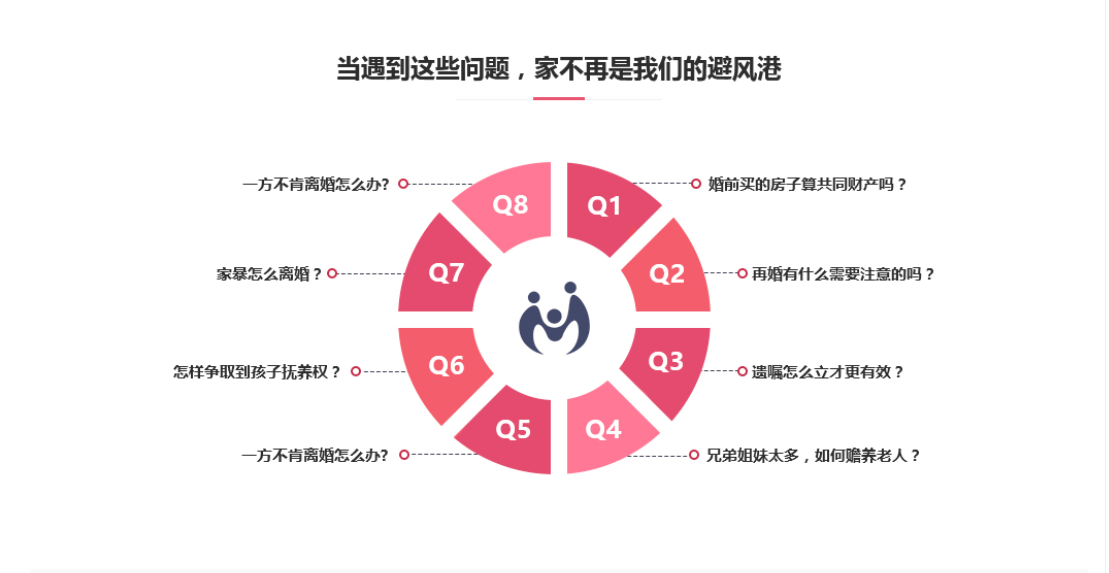 当遇到这些问题，家不再是我们的避风港
一方不肯离婚怎么办?
Q8
Q1
婚前买的房子算共同财产吗？
家暴怎么离婚？
Q7
Q2
再婚有什么需要注意的吗？
怎样争取到孩子抚养权？
Q6
Q3
遗嘱怎么立才更有效？
一方不肯离婚怎么办?
Q5
Q4
兄弟姐妹太多，如何赡养老人？